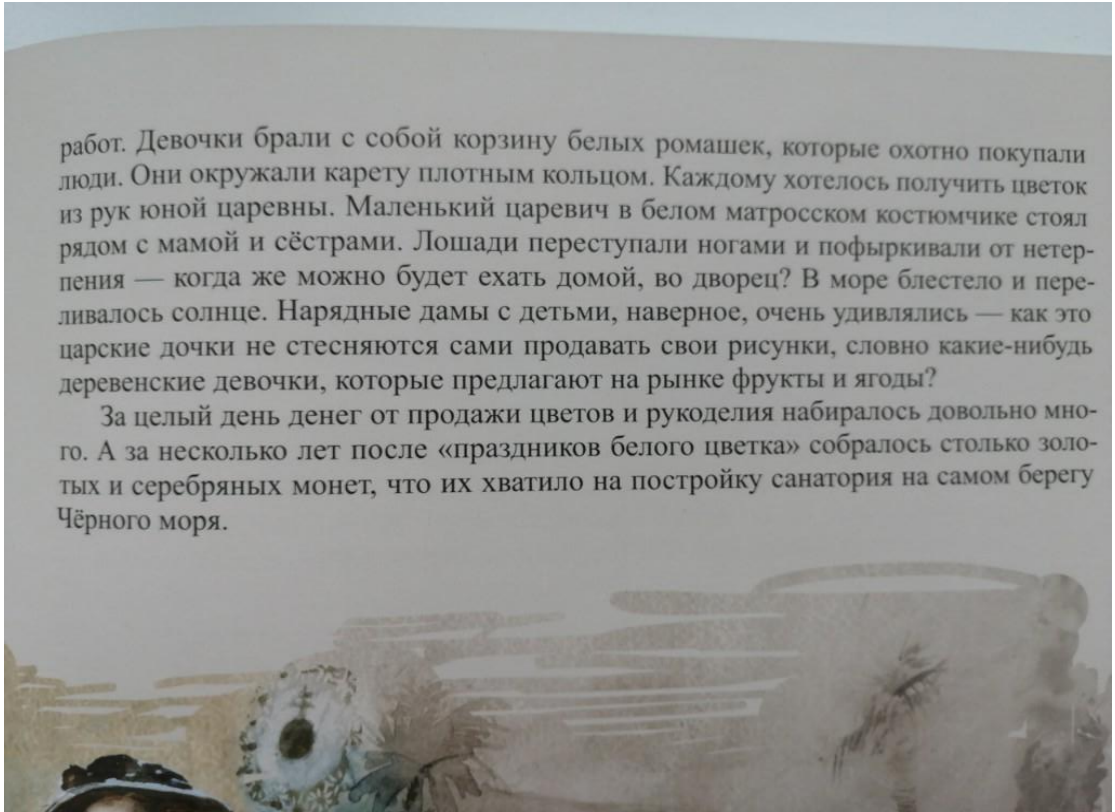 работ. Девочки брали с собой корзину белых ромашек, которые охотно покупали
люди. Они окружали карету плотным кольцом. Каждому хотелось получить цветок
из рук юной царевны. Маленький царевич в белом матросском костюмчике стоял
рядом с мамой и сёстрами. Лошади переступали ногами и пофыркивали от нетер-
пения — когда же можно будет ехать домой, во дворец? В море блестело и пере-
ливалось солнце. Нарядные дамы с детьми, наверное, очень удивлялись — как это
царские дочки не стесняются сами продавать свои рисунки, словно какие-нибудь
деревенские девочки, которые предлагают на рынке фрукты и ягоды?
За целый день денег от продажи цветов и рукоделия набиралось довольно мно-
го. А за несколько лет после «праздников белого цветка» собралось столько золо-
тых и серебряных монет, что их хватило на постройку санатория на самом берегу
Чёрного моря.